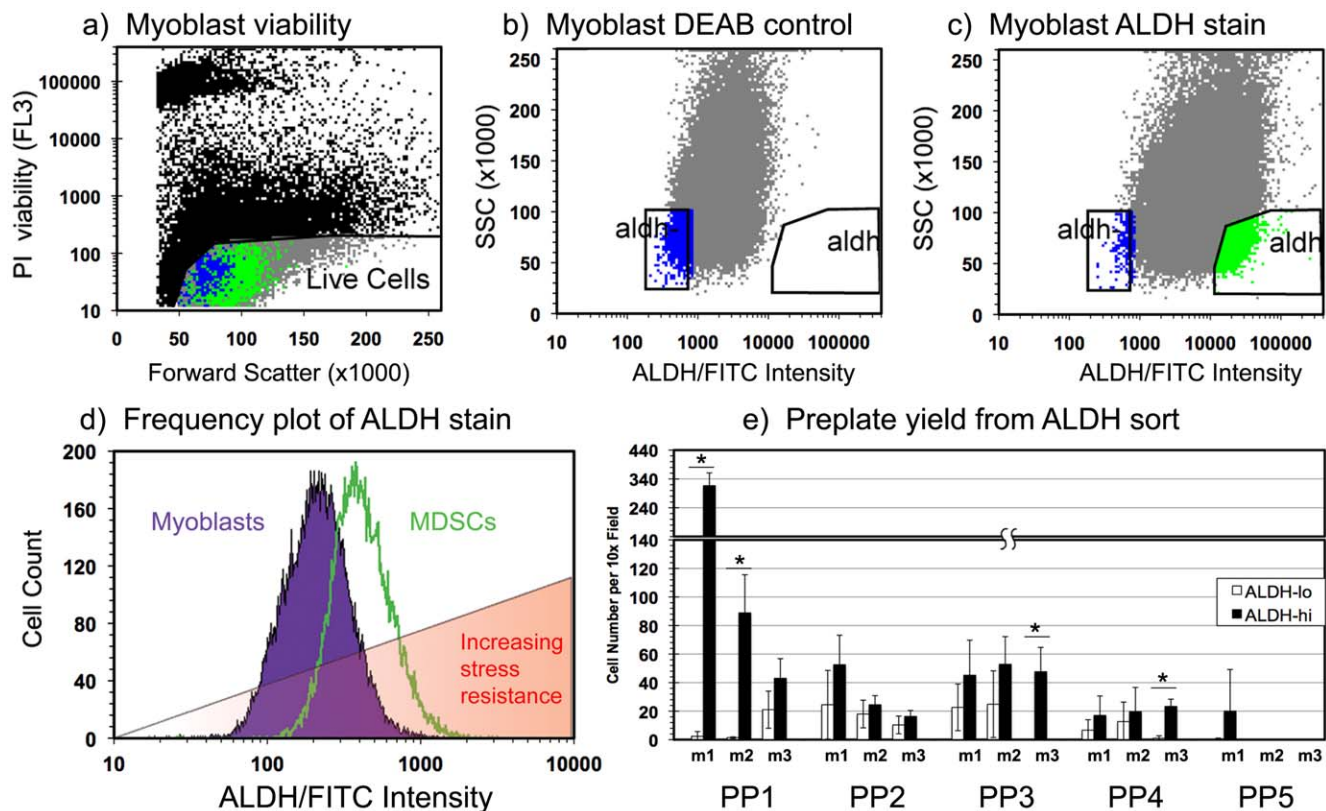 a) Myoblast viability
PI viability (FL3)
100000
10000
1000
100
10
Live Cells
0 50 100 150 200 250
Forward Scatter (x1000)
b) Myoblast DEAB control
SSC (x1000)
250
200
150
100
50
0
aldh-
aldh
10 100 1000 10000 100000
ALDH/FITC Intensity
c) Myoblast ALDH stain
SSC (x1000)
250
200
150
100
50
0
aldh-
aldh
10 100 1000 10000 100000
ALDH/FITC Intensity
d) Frequency plot of ALDH stain
Cell Count
200
160
120
80
40
0
Myoblasts
MDSCs
Increasing
stress
resistance
10 100 1000 10000
ALDH/FITC Intensity
e) Preplate yield from ALDH sort
Cell Number per 10x Field
440
340
240
140
120
100
80
60
40
20
0
* * * *
ALDH-lo
ALDH-hi
m1 m2 m3 m1 m2 m3 m1 m2 m3 m1 m2 m3 m1 m2 m3
PP1 PP2 PP3 PP4 PP5